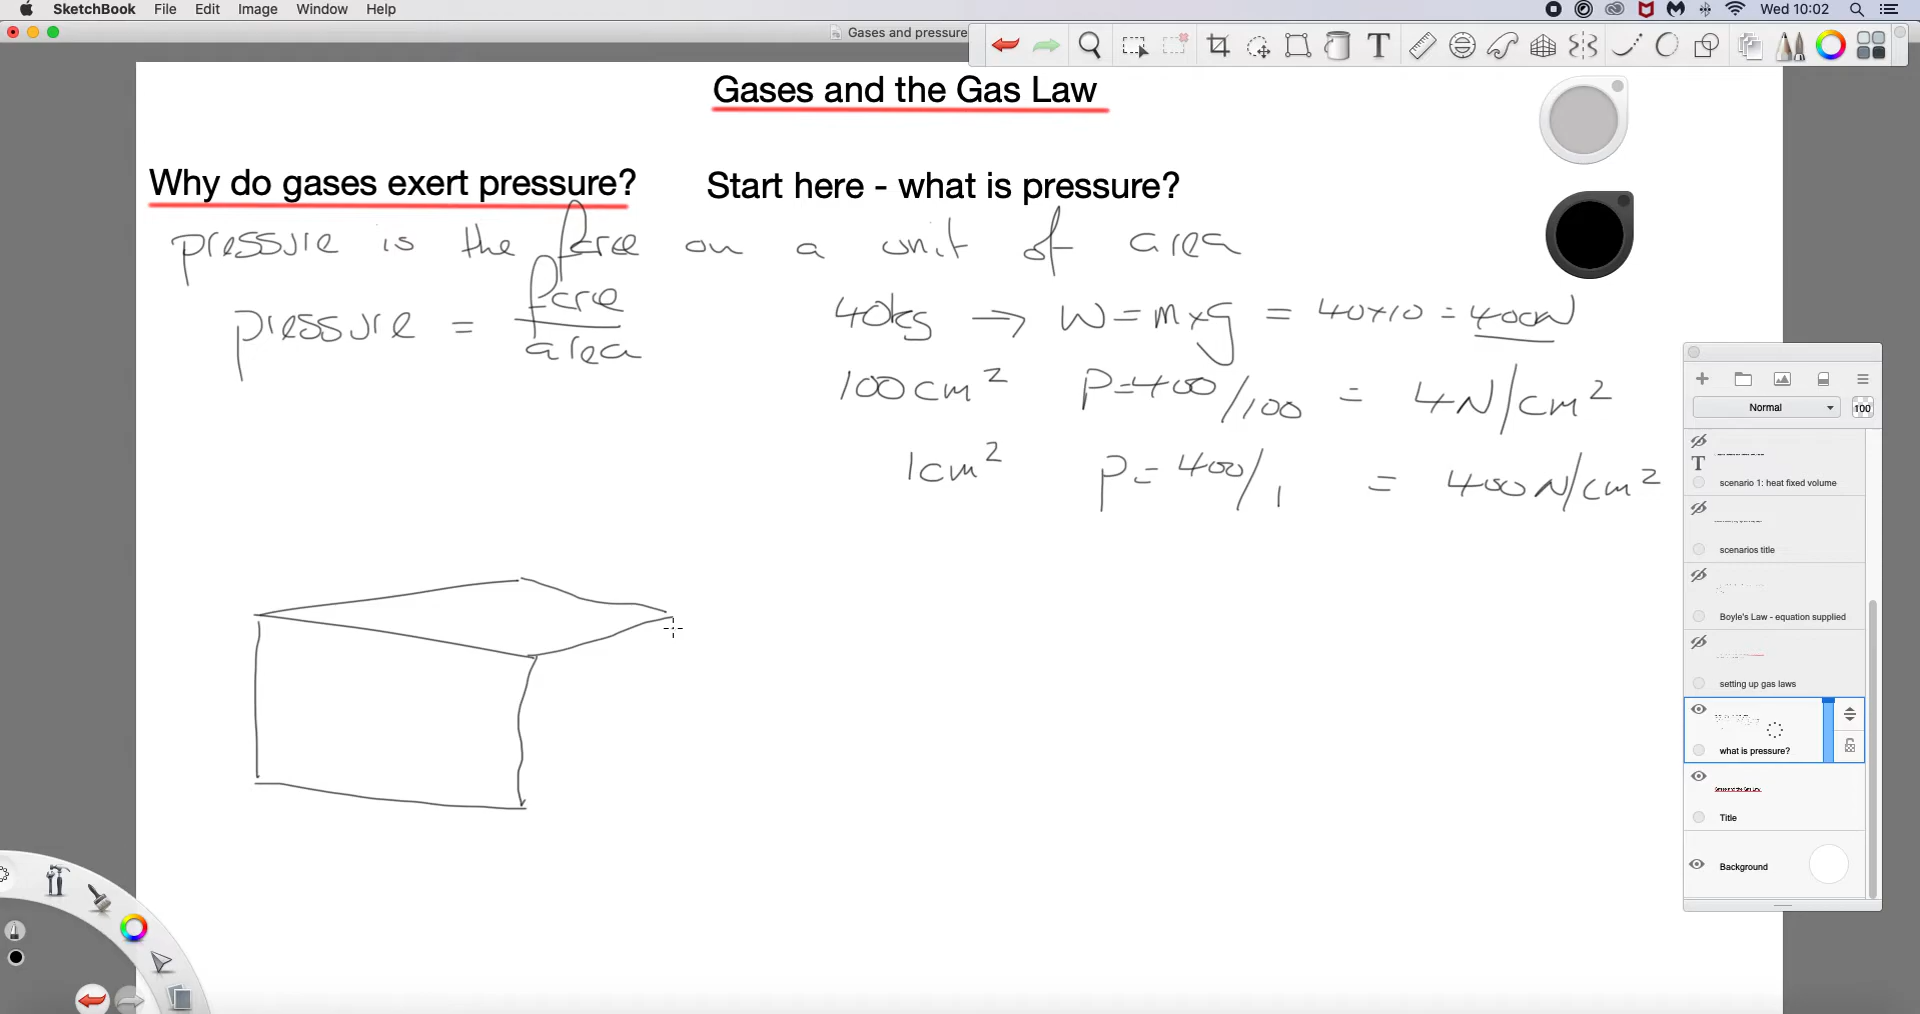 SketchBook File Edit Image Window Help Wed 10:02
Gases and pressure
Gases and the Gas Law
Why do gases exert pressure? Start here - what is pressure?
pressure is the force on a unit of area
pressure = force / area
40kg → W = m x g = 40x10 = 400N
100cm² P=400/100 = 4N/cm²
1cm² P=400/1 = 400N/cm²
Normal 100
scenario 1: heat fixed volume
scenarios title
Boyle's Law - equation supplied
setting up gas laws
what is pressure?
Title
Background